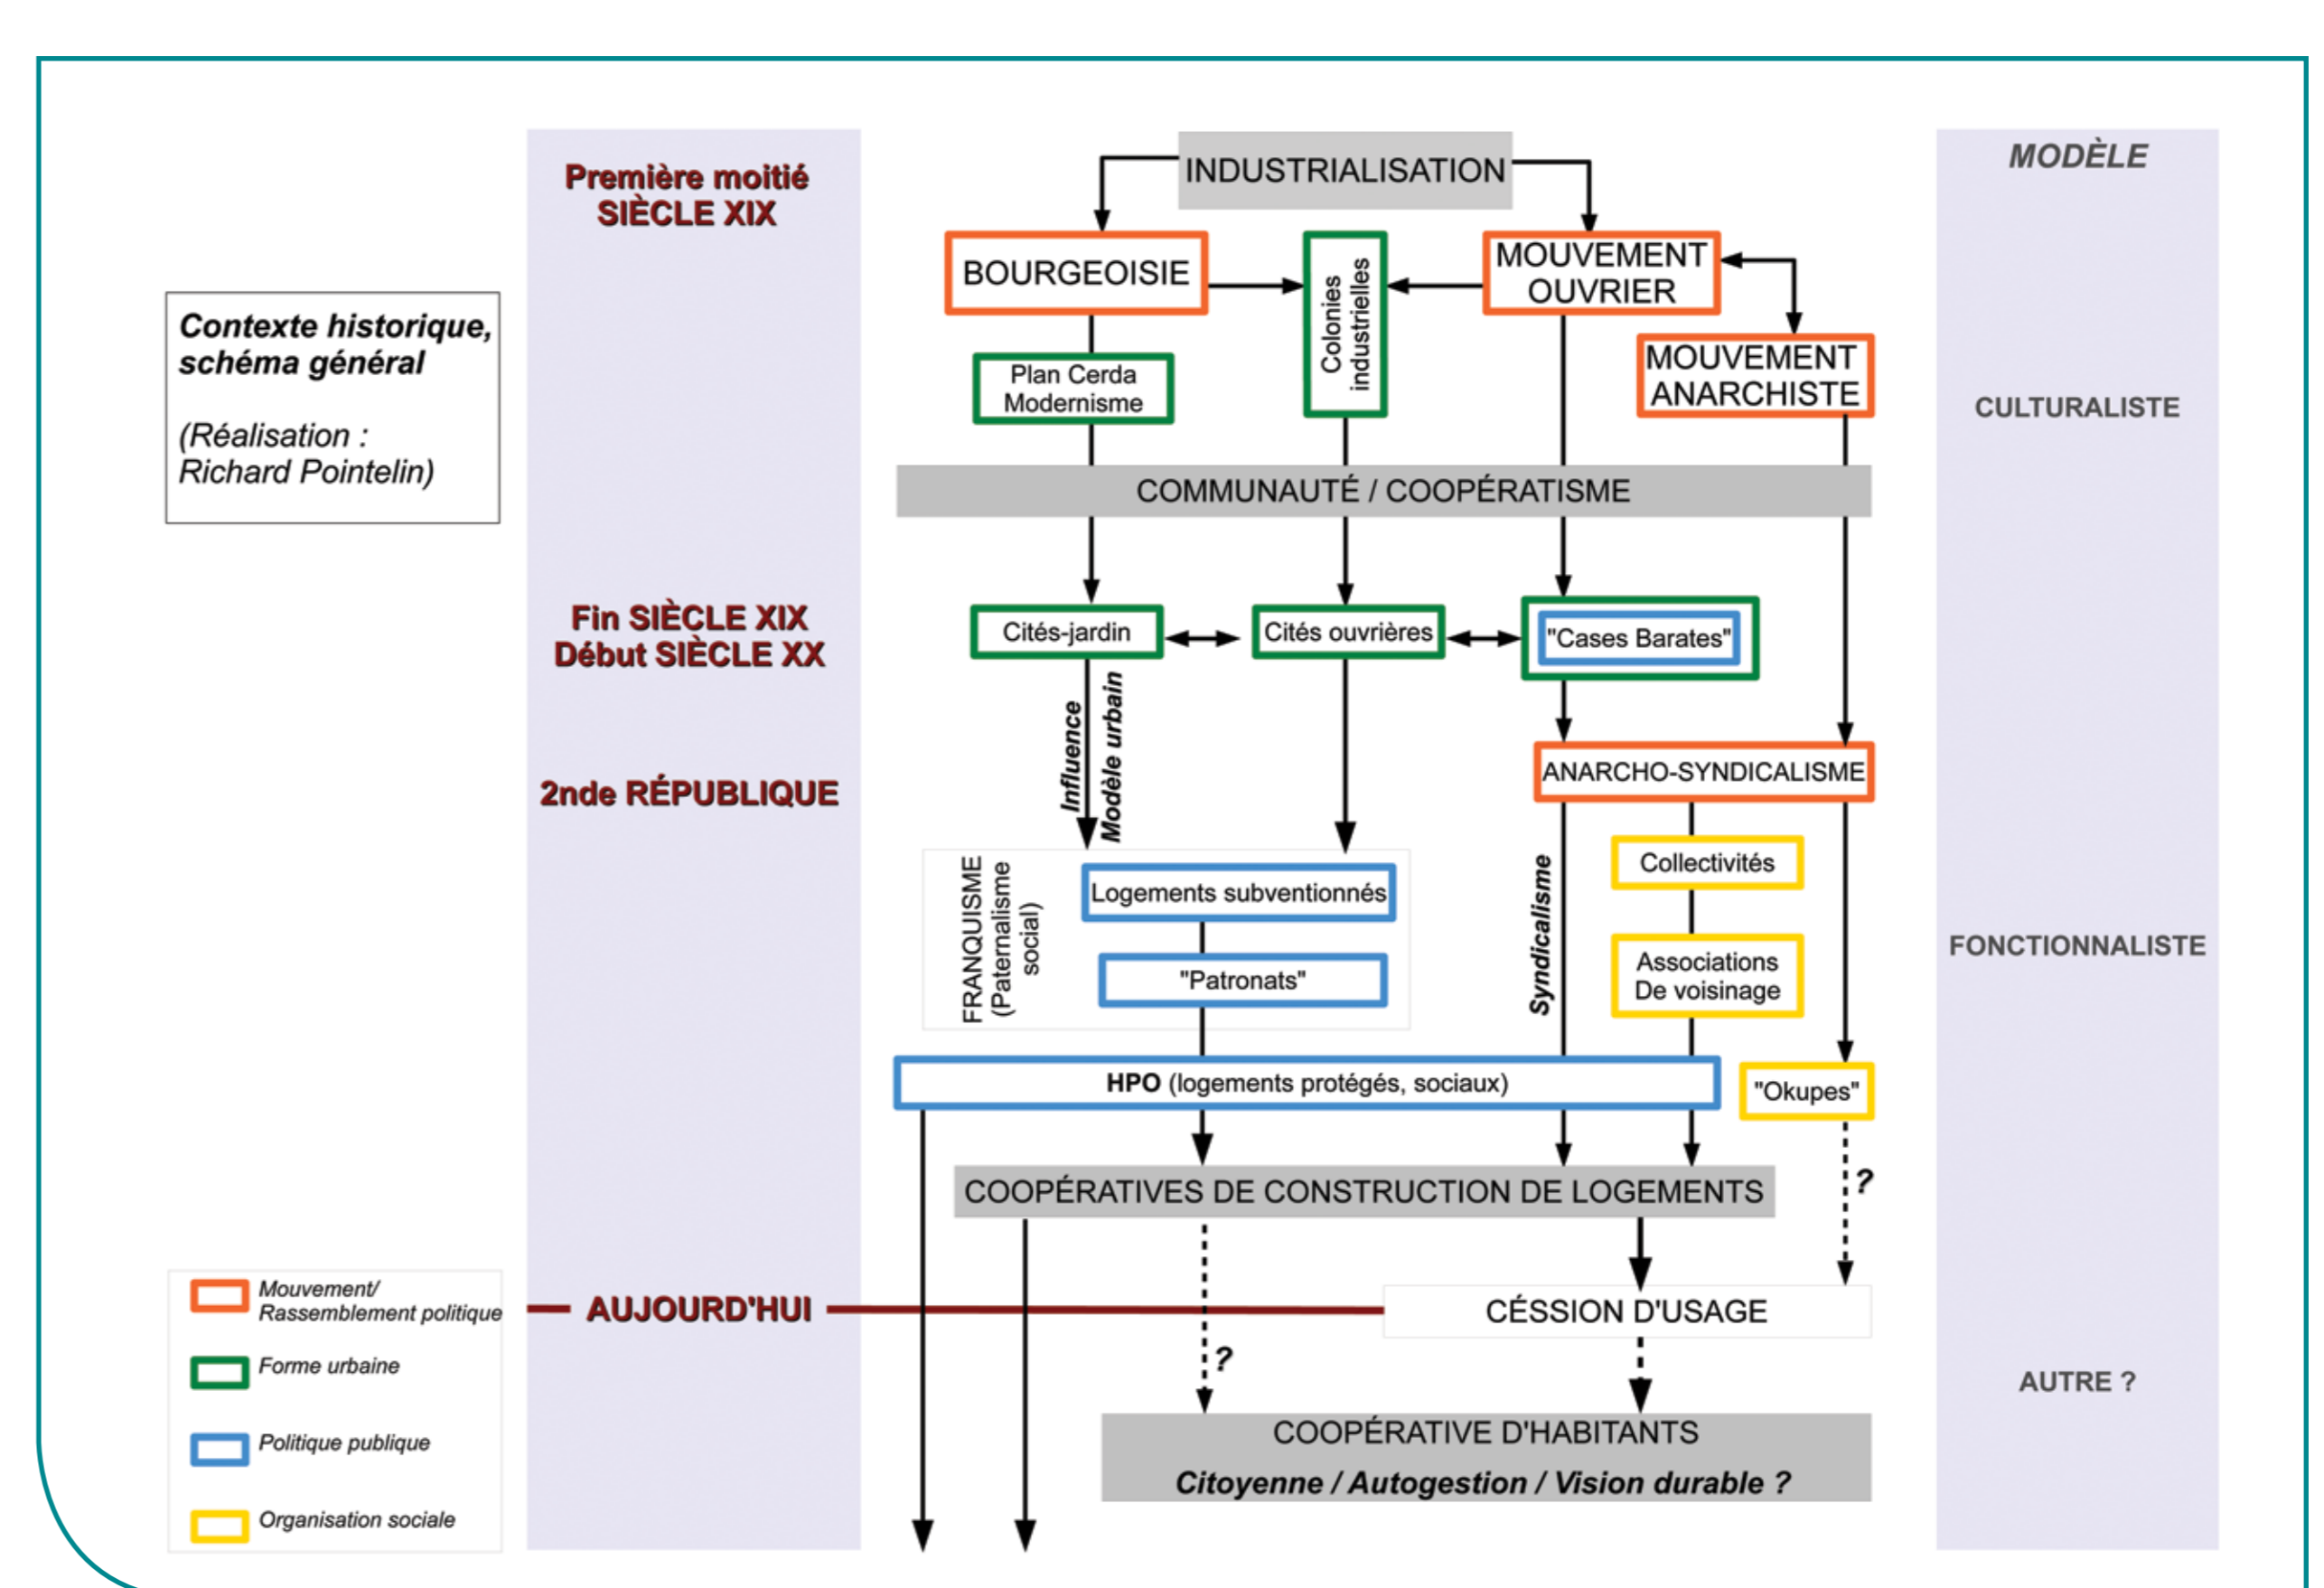 Première moitié
SIÈCLE XIX
INDUSTRIALISATION
MODÈLE
BOURGEOISIE
Colonies
industrielles
MOUVEMENT
OUVRIER
Contexte historique,
schéma général
(Réalisation :
Richard Pointelin)
Plan Cerda
Modernisme
MOUVEMENT
ANARCHISTE
CULTURALISTE
COMMUNAUTÉ / COOPÉRATISME
Fin SIÈCLE XIX
Début SIÈCLE XX
Cités-jardin
Cités ouvrières
"Cases Barates"
Influence
Modèle urbain
2nde RÉPUBLIQUE
ANARCHO-SYNDICALISME
FRANQUISME
(Paternalisme
social)
Logements subventionnés
"Patronats"
Syndicalisme
Collectivités
Associations
De voisinage
FONCTIONNALISTE
HPO (logements protégés, sociaux)
"Okupes"
COOPÉRATIVES DE CONSTRUCTION DE LOGEMENTS
?
AUJOURD'HUI
CÉSSION D'USAGE
?
AUTRE ?
COOPÉRATIVE D'HABITANTS
Citoyenne / Autogestion / Vision durable ?
Mouvement/
Rassemblement politique
Forme urbaine
Politique publique
Organisation sociale